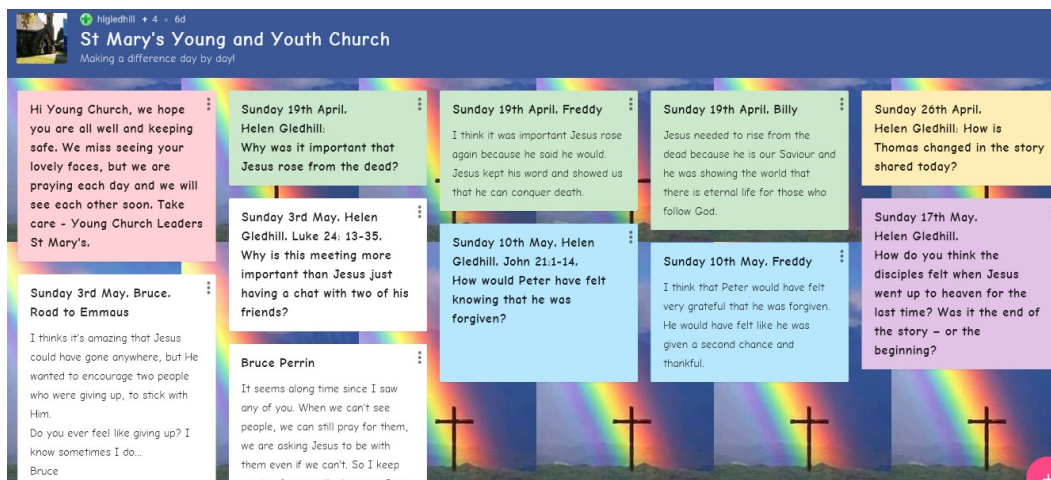 hlgledhill + 4 • 6d
St Mary's Young and Youth Church
Making a difference day by day!
Hi Young Church, we hope
you are all well and keeping
safe. We miss seeing your
lovely faces, but we are
praying each day and we will
see each other soon. Take
care - Young Church Leaders
St Mary's.
Sunday 3rd May. Bruce.
Road to Emmaus
I thinks it's amazing that Jesus
could have gone anywhere, but He
wanted to encourage two people
who were giving up, to stick with
Him.
Do you ever feel like giving up? I
know sometimes I do...
Bruce
Sunday 19th April.
Helen Gledhill:
Why was it important that
Jesus rose from the dead?
Sunday 3rd May. Helen
Gledhill. Luke 24: 13-35.
Why is this meeting more
important than Jesus just
having a chat with two of his
friends?
Bruce Perrin
It seems along time since I saw
any of you. When we can't see
people, we can still pray for them,
we are asking Jesus to be with
them even if we can't. So I keep
Sunday 19th April. Freddy
I think it was important Jesus rose
again because he said he would.
Jesus kept his word and showed us
that he can conquer death.
Sunday 10th May. Helen
Gledhill. John 21:1-14.
How would Peter have felt
knowing that he was
forgiven?
Sunday 19th April. Billy
Jesus needed to rise from the
dead because he is our Saviour and
he was showing the world that
there is eternal life for those who
follow God.
Sunday 10th May. Freddy
I think that Peter would have felt
very grateful that he was forgiven.
He would have felt like he was
given a second chance and
thankful.
Sunday 26th April.
Helen Gledhill: How is
Thomas changed in the story
shared today?
Sunday 17th May.
Helen Gledhill.
How do you think the
disciples felt when Jesus
went up to heaven for the
last time? Was it the end of
the story – or the
beginning?